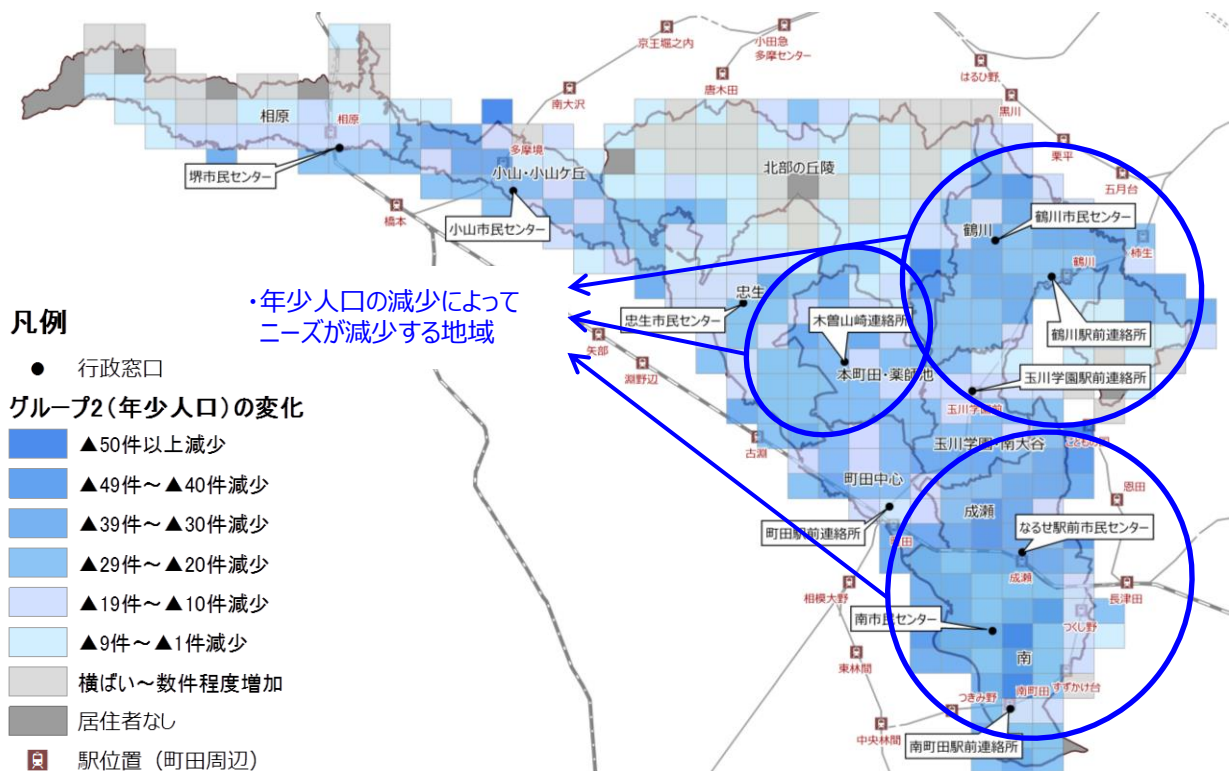 京王堀之内
小田急
多摩センター
唐木田
はるひ野
黒川
南大沢
相原
相原
栗平
多摩境
北部の丘陵
五月台
堺市民センター
小山・小山ケ丘
橋本
小山市民センター
鶴川
鶴川市民センター
柿生
鶴川
・年少人口の減少によって
ニーズが減少する地域
忠生
忠生市民センター
木曽山崎連絡所
鶴川駅前連絡所
矢部
淵野辺
本町田・薬師池
玉川学園駅前連絡所
玉川学園前
こどもの国
古淵
玉川学園・南大谷
町田中心
恩田
成瀬
町田駅前連絡所
町田
なるせ駅前市民センター
成瀬
相模大野
長津田
つくし野
南市民センター
東林間
南
すずかけ台
つきみ野
南町田
中央林間
南町田駅前連絡所
凡例
行政窓口
グループ2(年少人口)の変化
▲50件以上減少
▲49件～▲40件減少
▲39件～▲30件減少
▲29件～▲20件減少
▲19件～▲10件減少
▲9件～▲1件減少
横ばい～数件程度増加
居住者なし
駅位置（町田周辺）